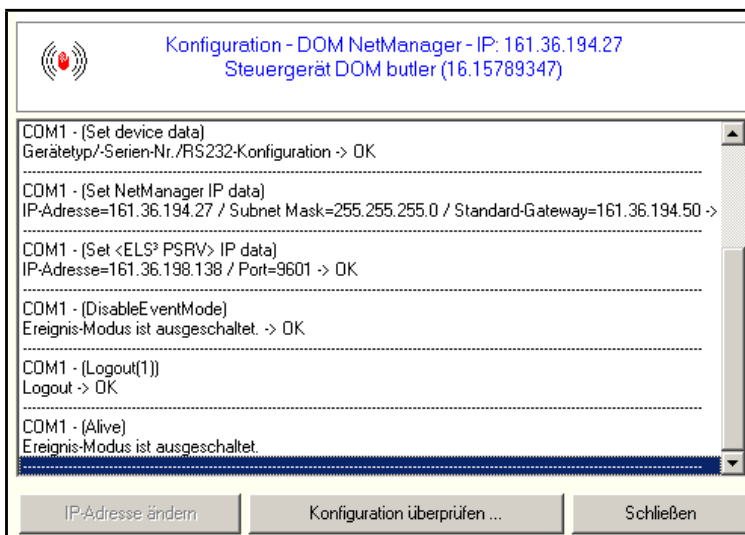 Konfiguration - DOM NetManager - IP: 161.36.194.27
Steuergerät DOM butler (16.15789347)
COM1 - (Set device data)
Gerätetyp/-Serien-Nr./RS232-Konfiguration -> OK
COM1 - (Set NetManager IP data)
IP-Adresse=161.36.194.27 / Subnet Mask=255.255.255.0 / Standard-Gateway=161.36.194.50 ->
COM1 - (Set <ELS³ PSRV> IP data)
IP-Adresse=161.36.198.138 / Port=9601 -> OK
COM1 - (DisableEventMode)
Ereignis-Modus ist ausgeschaltet. -> OK
COM1 - (Logout(1))
Logout -> OK
COM1 - (Alive)
Ereignis-Modus ist ausgeschaltet.
IP-Adresse ändern
Konfiguration überprüfen ...
Schließen